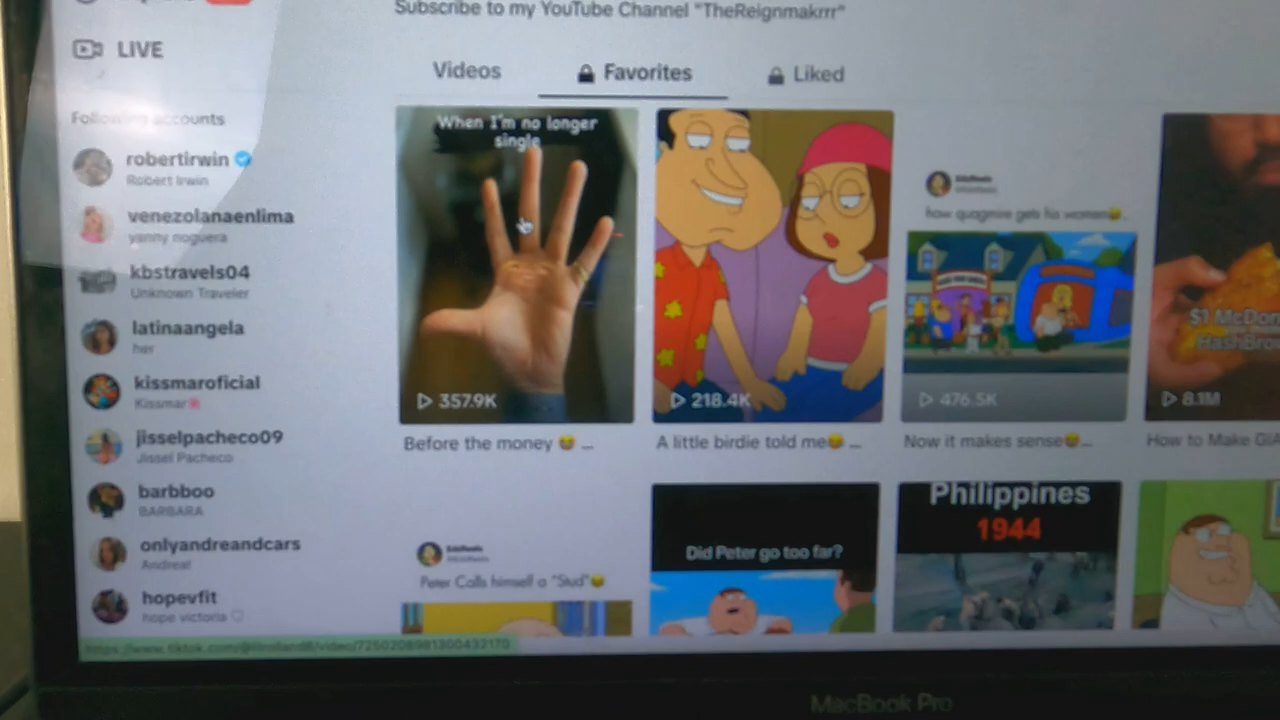 Subscribe to my YouTube Channel "TheReignmakrrr"
LIVE
Videos
Favorites
Liked
Following accounts
robertirwin
Robert Irwin
venezolanaenlima
yanny noguera
kbstravels04
Unknown Traveler
latinaangela
her
kissmaroficial
Kissmar
jisselpacheco09
Jissel Pacheco
barbboo
BARBARA
onlyandreandcars
Andrea!
hopevfit
hope victoria ♡
When I'm no longer
single
357.9K
Before the money 😆 ...
218.4K
A little birdie told me😆 ...
how quagmire gets his women😆
476.5K
Now it makes sense😆...
$1 McDon
HashBro
8.1M
How to Make GIA
Peter Calls himself a "Stud"😆
Did Peter go too far?
Philippines
1944
MacBook Pro